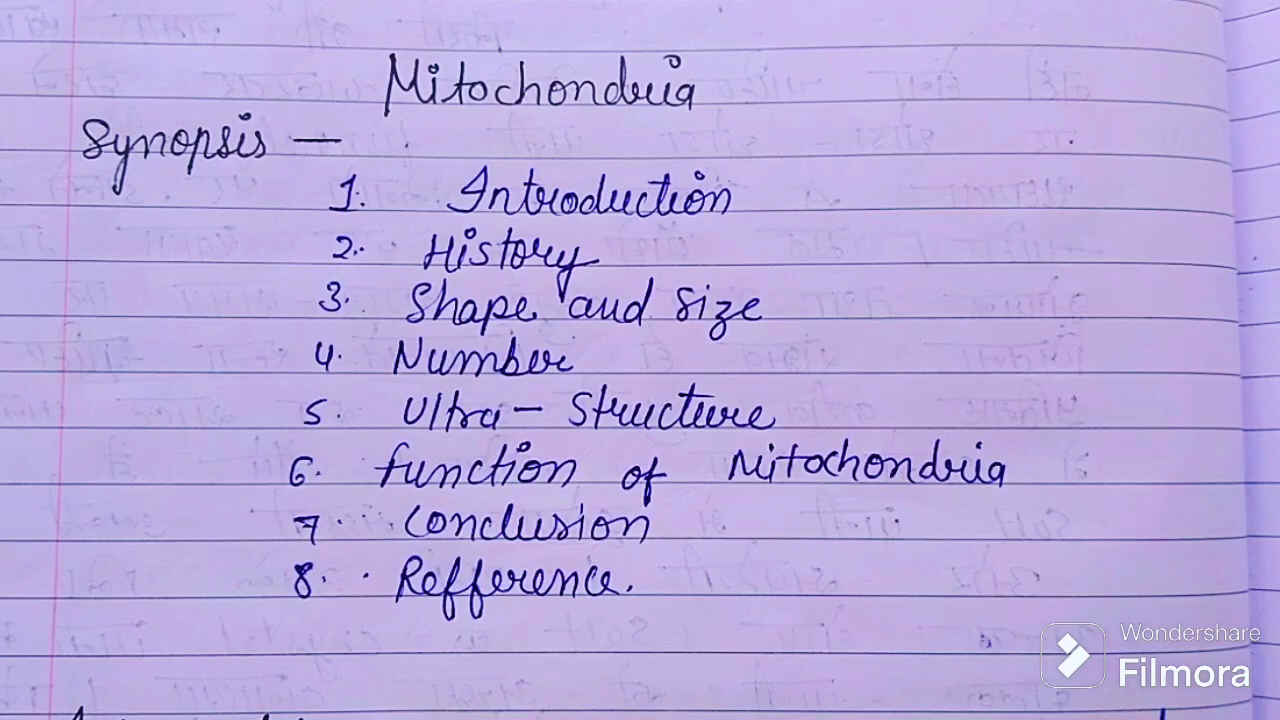 Mitochondria
Synopsis —
1. Introduction
2. History
3. Shape and Size
4. Number
5. Ultra - Structure
6. Function of Mitochondria
7. Conclusion
8. Refference.
Wondershare
Filmora